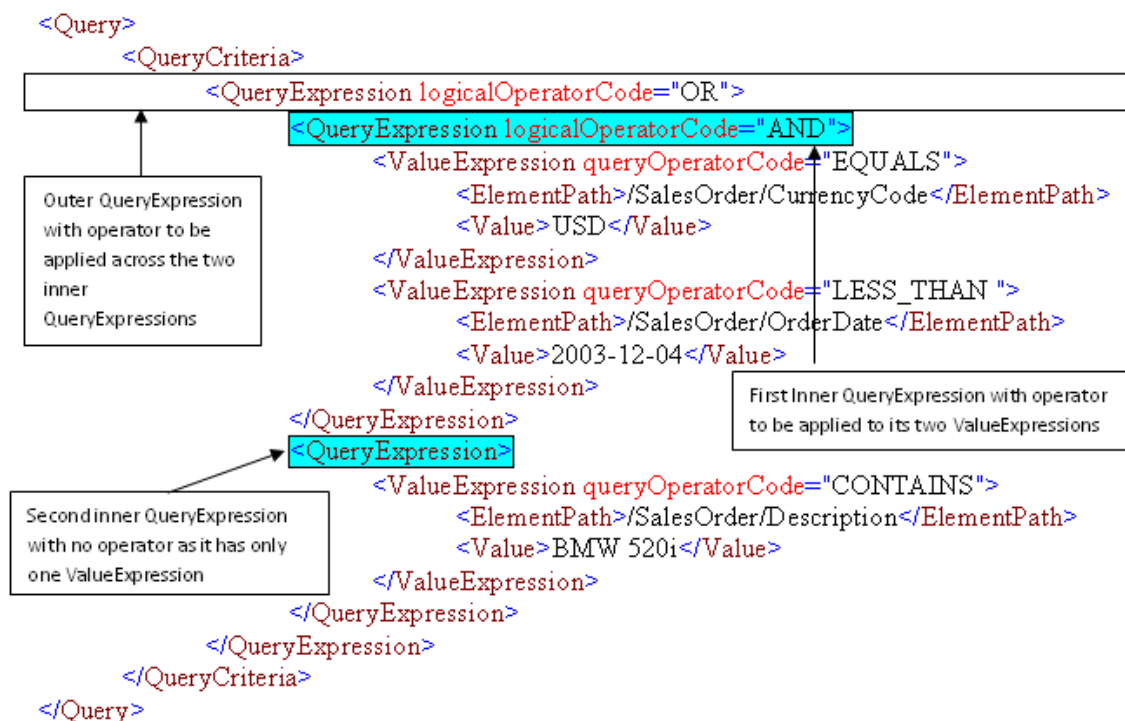 <Query>
<QueryCriteria>
<QueryExpression logicalOperatorCode="OR">
<QueryExpression logicalOperatorCode="AND">
<ValueExpression queryOperatorCode="EQUALS">
<ElementPath>/SalesOrder/CurrencyCode</ElementPath>
<Value>USD</Value>
</ValueExpression>
<ValueExpression queryOperatorCode="LESS_THAN ">
<ElementPath>/SalesOrder/OrderDate</ElementPath>
<Value>2003-12-04</Value>
</ValueExpression>
</QueryExpression>
<QueryExpression>
<ValueExpression queryOperatorCode="CONTAINS">
<ElementPath>/SalesOrder/Description</ElementPath>
<Value>BMW 520i</Value>
</ValueExpression>
</QueryExpression>
</QueryExpression>
</QueryCriteria>
</Query>
Outer QueryExpression
with operator to be
applied across the two
inner
QueryExpressions
First Inner QueryExpression with operator
to be applied to its two ValueExpressions
Second inner QueryExpression
with no operator as it has only
one ValueExpression